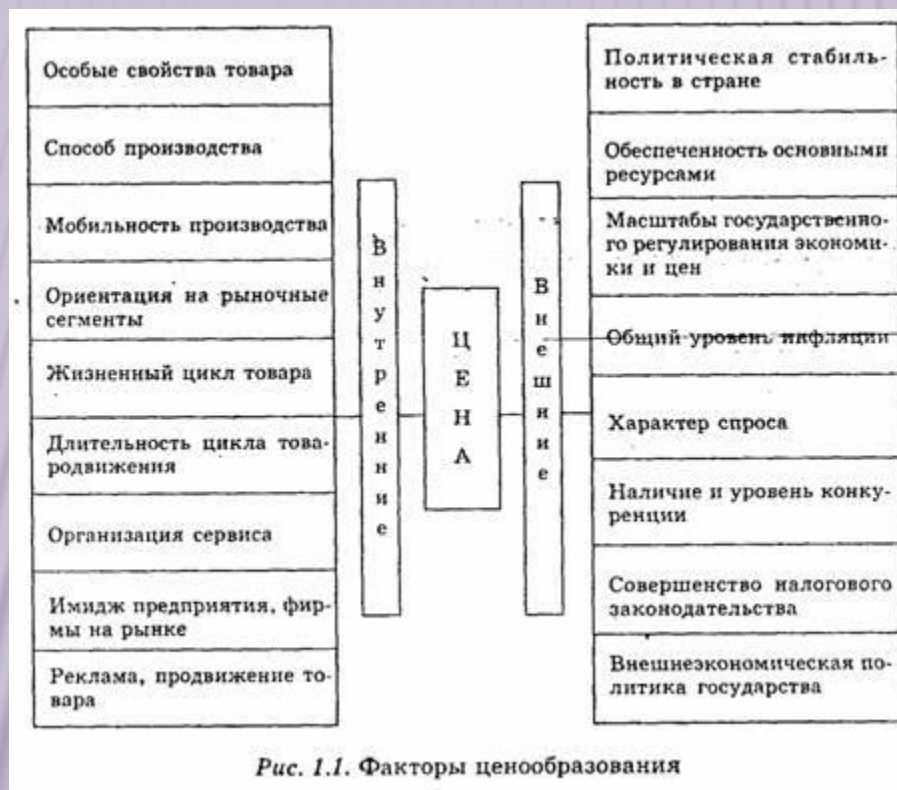 Особые свойства товара
Способ производства
Мобильность производства
Ориентация на рыночные
сегменты
Жизненный цикл товара
Длительность цикла това-
родвижения
Организация сервиса
Имидж предприятия, фир-
мы на рынке
Реклама, продвижение то-
вара
Внутренние
ЦЕНА
Внешние
Политическая стабиль-
ность в стране
Обеспеченность основными
ресурсами
Масштабы государственно-
го регулирования экономи-
ки и цен
Общий уровень инфляции
Характер спроса
Наличие и уровень конку-
ренции
Совершенство налогового
законодательства
Внешнеэкономическая по-
литика государства
Рис. 1.1. Факторы ценообразования